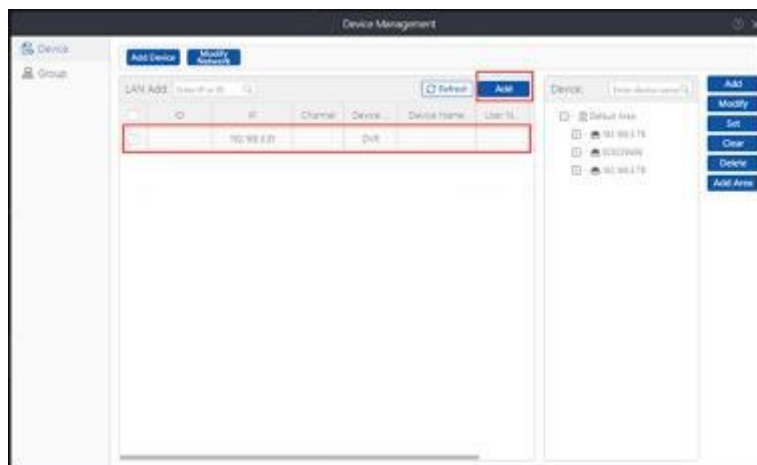 Device Management
Device
Group
Add Device
Modify Network
LAN Add
Refresh
Add
ID
IP
Channel
Device ...
Device Name
User N...
DVR
Device:
Default Area
Add
Modify
Set
Clear
Delete
Add Area